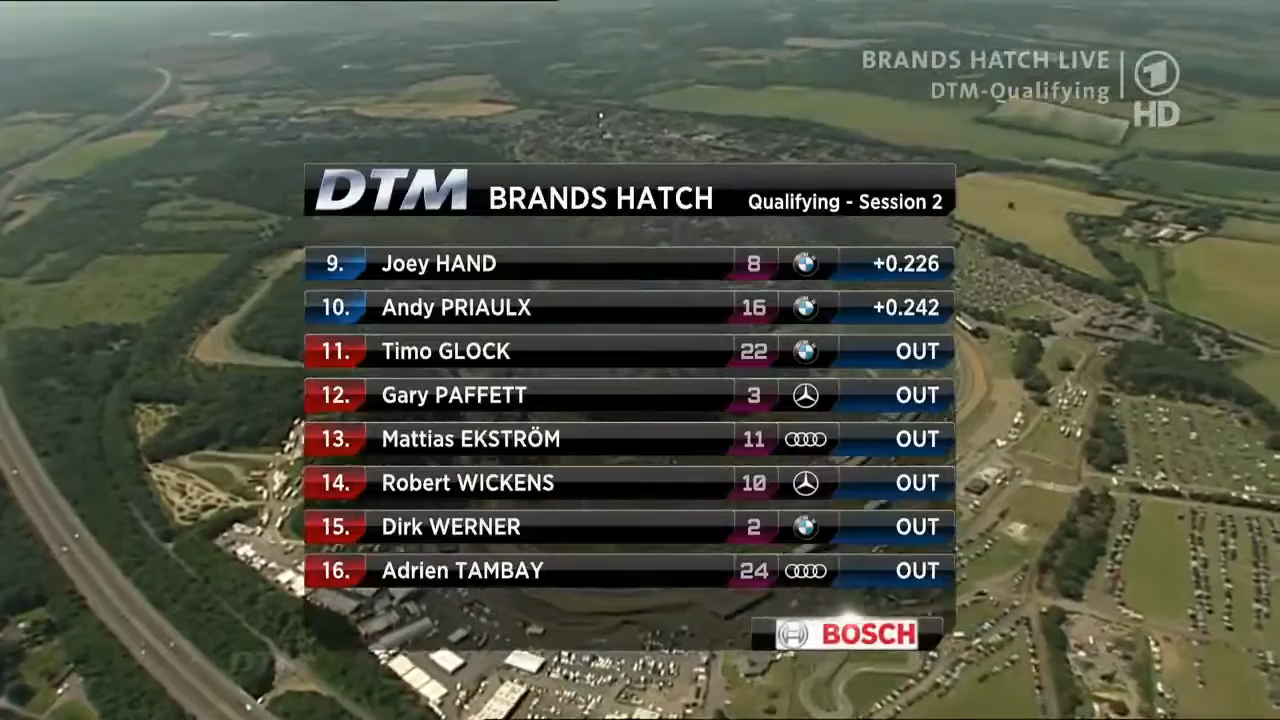 BRANDS HATCH LIVE
DTM-Qualifying
1
HD
DTM BRANDS HATCH Qualifying - Session 2
9. Joey HAND 8 +0.226
10. Andy PRIAULX 16 +0.242
11. Timo GLOCK 22 OUT
12. Gary PAFFETT 3 OUT
13. Mattias EKSTRÖM 11 OUT
14. Robert WICKENS 10 OUT
15. Dirk WERNER 2 OUT
16. Adrien TAMBAY 24 OUT
BOSCH